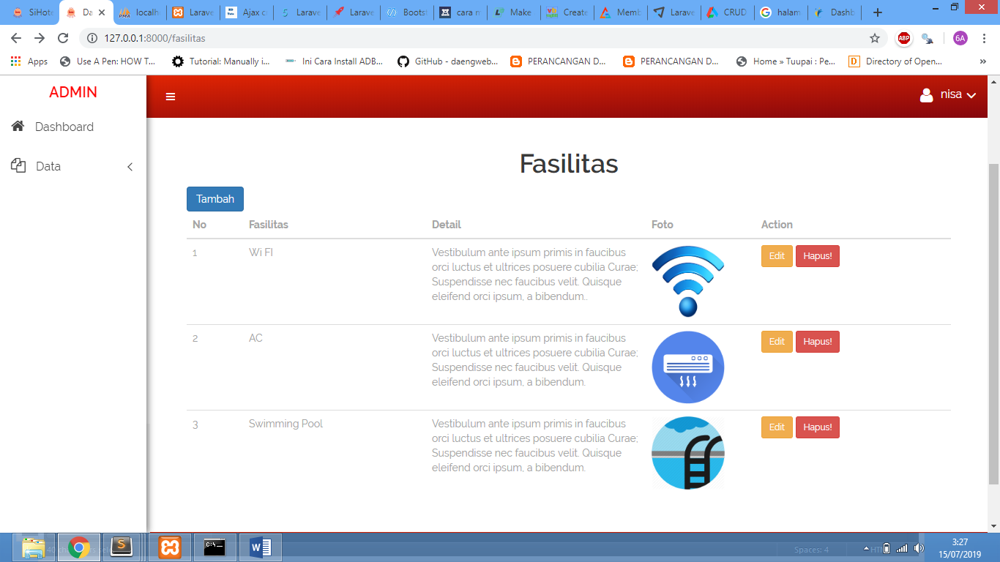 SiHote
Da
localh
Larave
Ajax c
Larave
Larave
Boots
cara n
Make
Create
Memb
Larave
CRUD
halam
Dashb
127.0.0.1:8000/fasilitas
ABP
6A
Apps
Use A Pen: HOW T...
Tutorial: Manually i...
Ini Cara Install ADB...
GitHub - daengweb...
PERANCANGAN D...
PERANCANGAN D...
Home » Tuupai : Pe...
Directory of Open...
ADMIN
nisa
Dashboard
Data
Fasilitas
Tambah
No Fasilitas Detail Foto Action
1 Wi FI Vestibulum ante ipsum primis in faucibus
orci luctus et ultrices posuere cubilia Curae;
Suspendisse nec faucibus velit. Quisque
eleifend orci ipsum, a bibendum..
Edit Hapus!
2 AC Vestibulum ante ipsum primis in faucibus
orci luctus et ultrices posuere cubilia Curae;
Suspendisse nec faucibus velit. Quisque
eleifend orci ipsum, a bibendum.
Edit Hapus!
3 Swimming Pool Vestibulum ante ipsum primis in faucibus
orci luctus et ultrices posuere cubilia Curae;
Suspendisse nec faucibus velit. Quisque
eleifend orci ipsum, a bibendum.
Edit Hapus!
Spaces: 4
3:27
15/07/2019